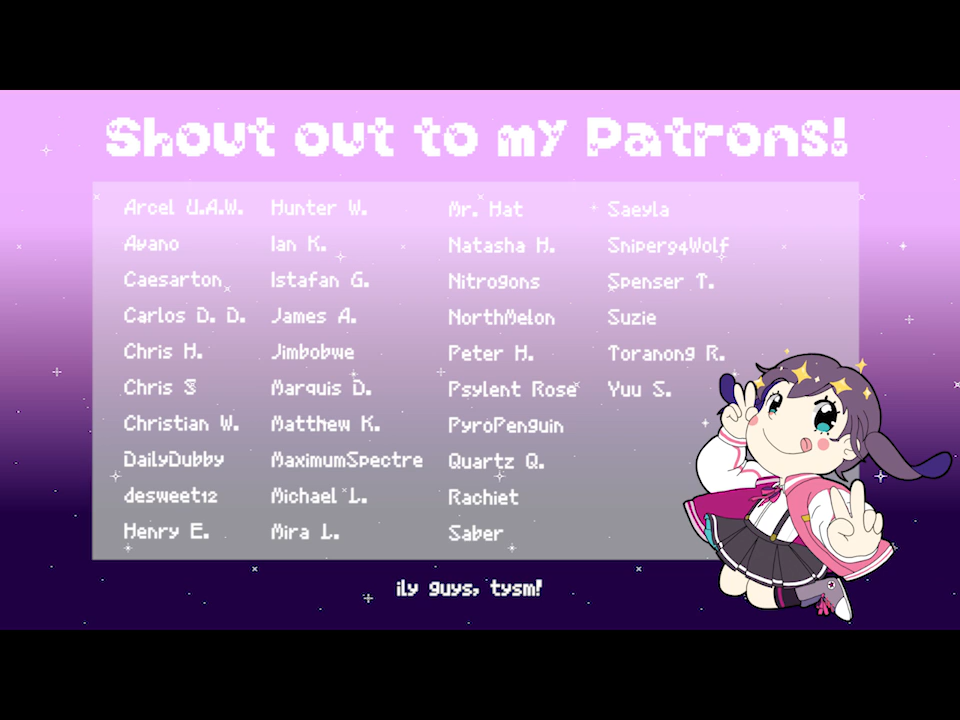 Shout out to my Patrons!
Arcel U.A.W.
Ayano
Caesarton
Carlos D. D.
Chris H.
Chris S
Christian W.
DailyDubby
desweet12
Henry E.
Hunter W.
Ian K.
Istafan G.
James A.
Jimbobwe
Marquis D.
Matthew K.
MaximumSpectre
Michael L.
Mira L.
Mr. Hat
Natasha H.
Nitrogons
NorthMelon
Peter H.
Psylent Rose
PyroPenguin
Quartz Q.
Rachiet
Saber
Saeyla
Sniper94Wolf
Spenser T.
Suzie
Toranong R.
Yuu S.
ily guys, tysm!